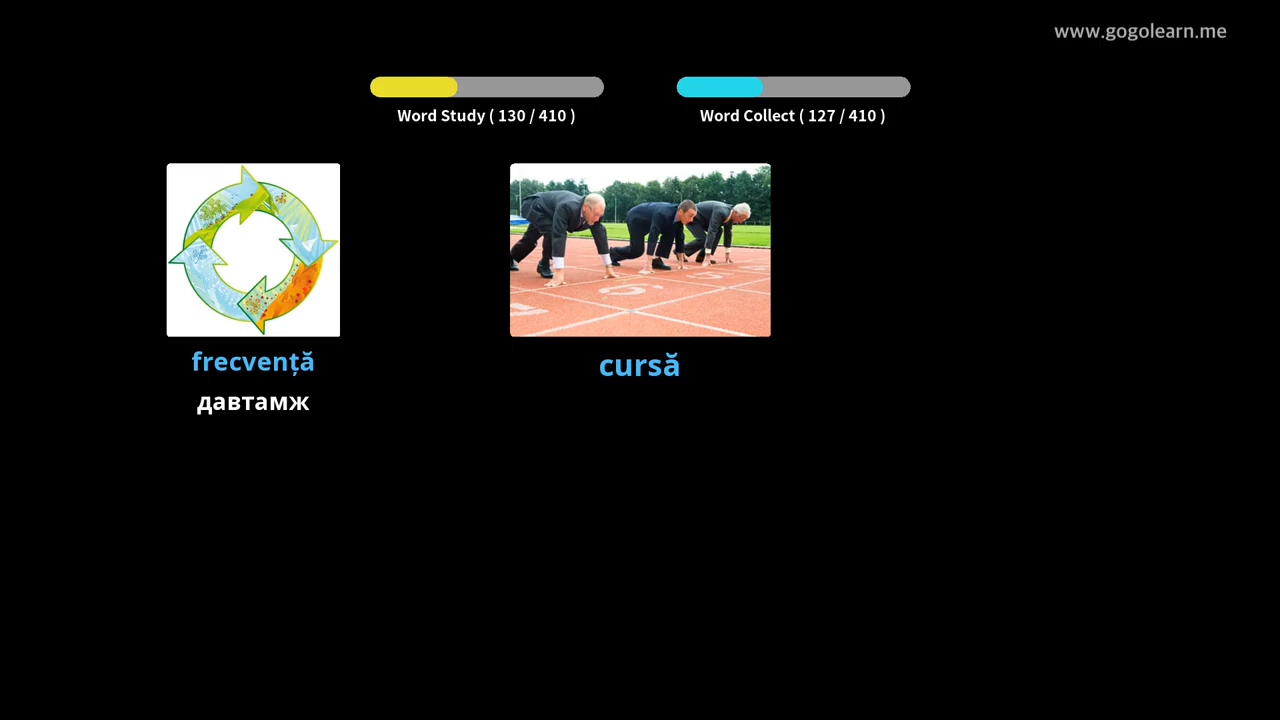 www.gogolearn.me
Word Study ( 130 / 410 )
Word Collect ( 127 / 410 )
frecvență
давтамж
cursă